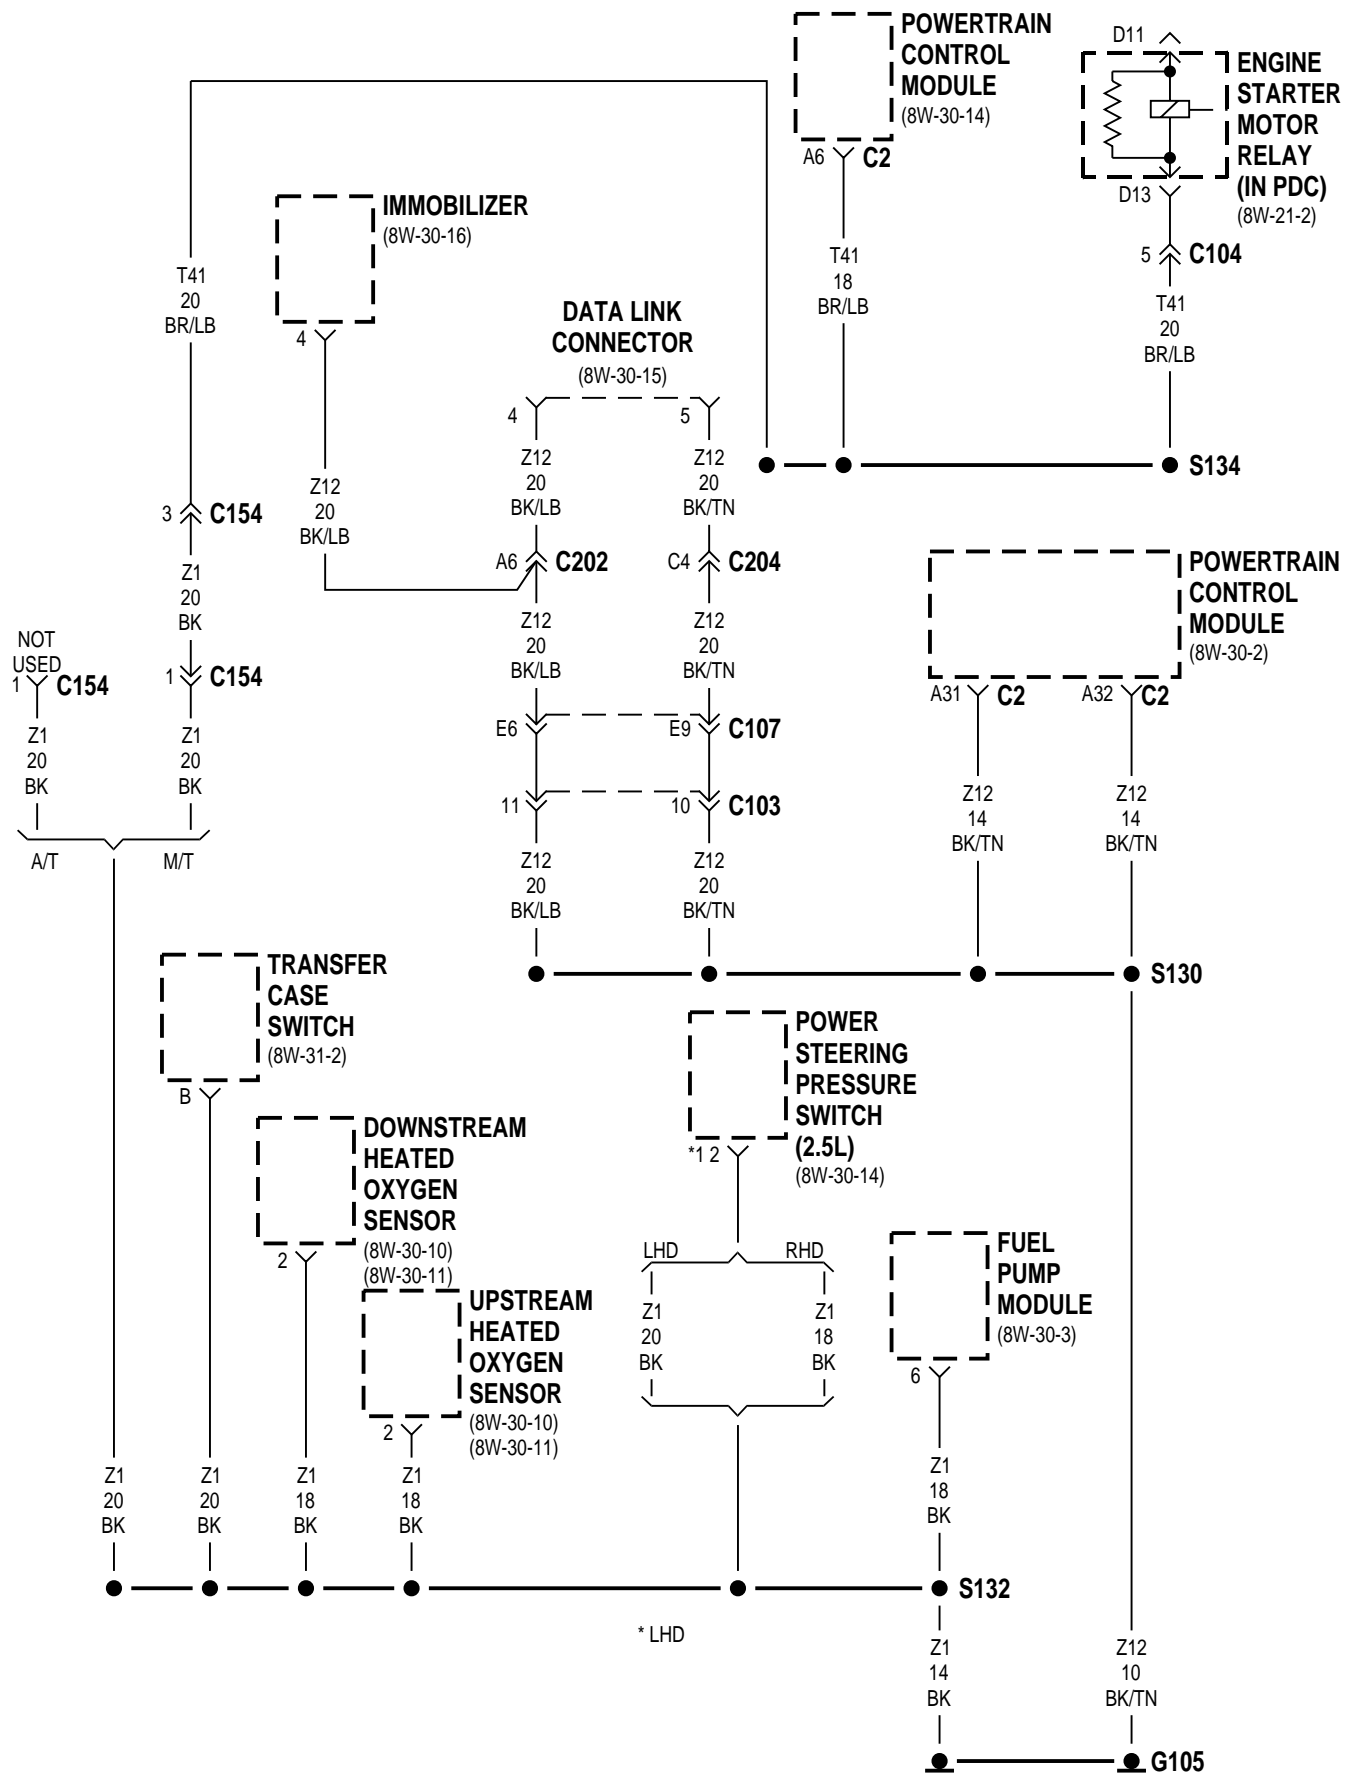 POWERTRAIN
CONTROL
MODULE
(8W-30-14)
A6
C2
D11
ENGINE
STARTER
MOTOR
RELAY
(IN PDC)
(8W-21-2)
D13
5
C104
IMMOBILIZER
(8W-30-16)
4
T41
20
BR/LB
T41
18
BR/LB
T41
20
BR/LB
DATA LINK
CONNECTOR
(8W-30-15)
4
5
Z12
20
BK/LB
Z12
20
BK/LB
Z12
20
BK/TN
S134
3
C154
A6
C202
C4
C204
POWERTRAIN
CONTROL
MODULE
(8W-30-2)
Z1
20
BK
Z12
20
BK/LB
Z12
20
BK/TN
NOT
USED
1
C154
1
C154
A31
C2
A32
C2
E6
E9
C107
Z1
20
BK
Z1
20
BK
11
10
C103
Z12
14
BK/TN
Z12
14
BK/TN
A/T
M/T
Z12
20
BK/LB
Z12
20
BK/TN
S130
TRANSFER
CASE
SWITCH
(8W-31-2)
B
POWER
STEERING
PRESSURE
SWITCH
(2.5L)
(8W-30-14)
*1 2
DOWNSTREAM
HEATED
OXYGEN
SENSOR
(8W-30-10)
(8W-30-11)
2
LHD
RHD
FUEL
PUMP
MODULE
(8W-30-3)
6
UPSTREAM
HEATED
OXYGEN
SENSOR
(8W-30-10)
(8W-30-11)
2
Z1
20
BK
Z1
18
BK
Z1
20
BK
Z1
20
BK
Z1
18
BK
Z1
18
BK
Z1
18
BK
S132
* LHD
Z1
14
BK
Z12
10
BK/TN
G105